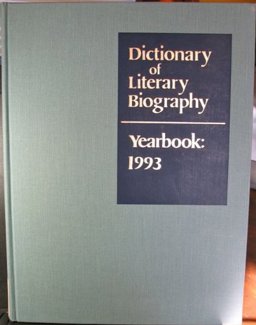 Dictionary
of
Literary
Biography
Yearbook:
1993